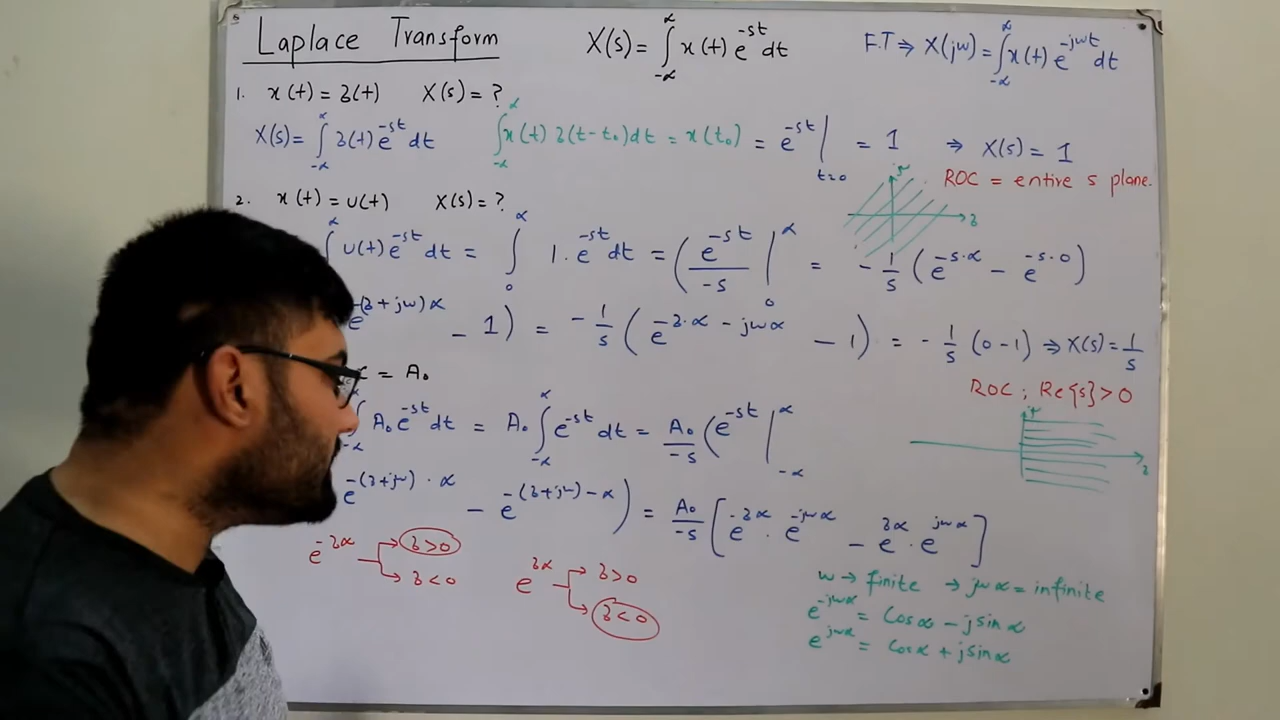 Laplace Transform X(s) = ∫_{-∝}^{∝} x(t) e^{-st} dt F.T ⇒ X(jw) = ∫_{-∝}^{∝} x(t) e^{-jwt} dt
1. x(t) = δ(t) X(s) = ?
X(s) = ∫_{-∝}^{∝} δ(t) e^{-st} dt ∫_{-∝}^{∝} x(t) δ(t-t₀) dt = x(t₀) = e^{-st} |_{t=0} = 1 ⇒ X(s) = 1
ROC = entire s plane.
2. x(t) = u(t) X(s) = ?
∫^{∝} u(t) e^{-st} dt = ∫_{0}^{∝} 1 . e^{-st} dt = ( e^{-st} / -s |_{0}^{∝} = - 1/s ( e^{-s·∝} - e^{-s·0} )
e^{-(σ+jw)∝} - 1 ) = - 1/s ( e^{-σ·∝ - jw∝} - 1 ) = - 1/s (0-1) ⇒ X(s) = 1/s
= A₀
ROC ; Re{s} > 0
A₀ e^{-st} dt = A₀ ∫_{-∝}^{∝} e^{-st} dt = A₀/-s ( e^{-st} |_{-∝}^{∝}
e^{-(σ+jw)·∝} - e^{-(σ+jw)-∝} ) = A₀/-s [ e^{-σ∝} . e^{-jw∝} - e^{σ∝} . e^{jw∝} ]
e^{-σ∝} → σ>0
→ σ<0
e^{σ∝} → σ>0
→ σ<0
w → finite → jw∝ = infinite
e^{-jw∝} = Cos∝ - jsin∝
e^{jw∝} = cos∝ + jsin∝